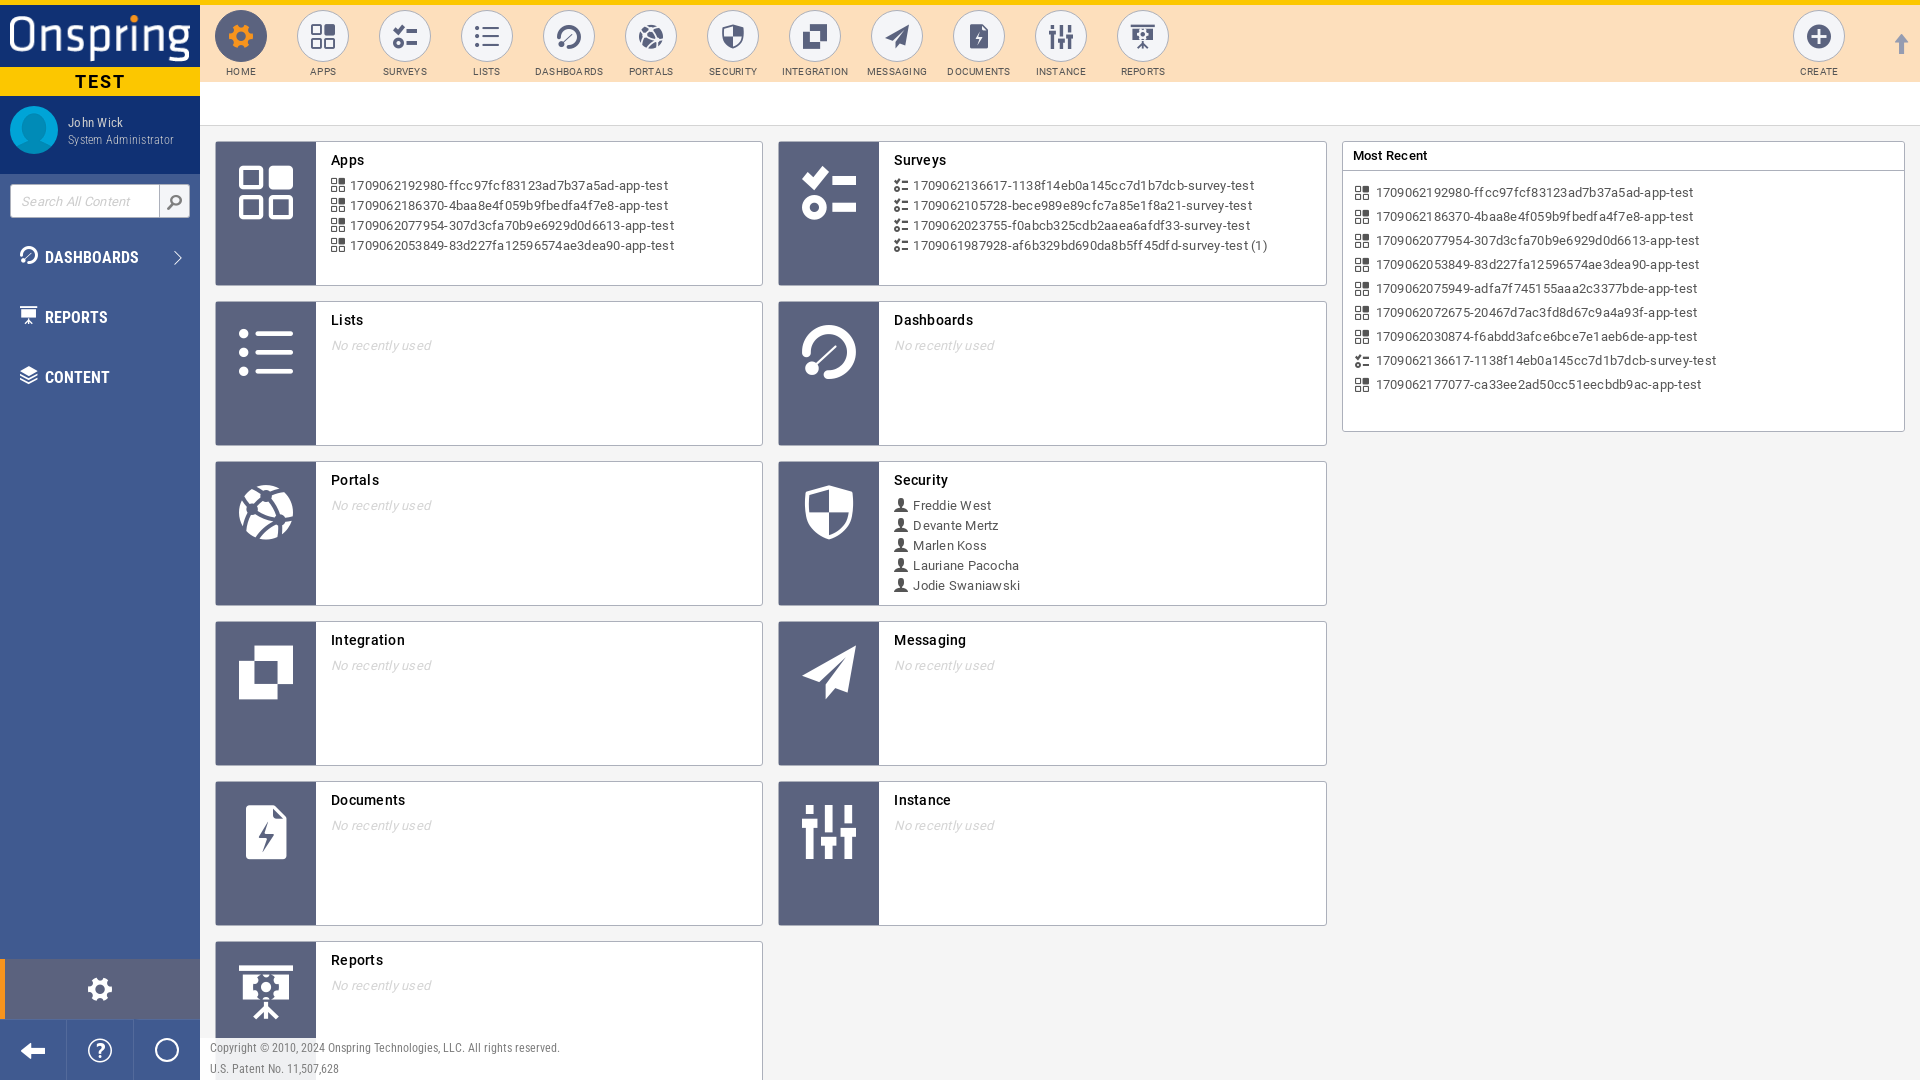 Onspring
TEST
John Wick
System Administrator
Search All Content
DASHBOARDS
REPORTS
CONTENT
HOME
APPS
SURVEYS
LISTS
DASHBOARDS
PORTALS
SECURITY
INTEGRATION
MESSAGING
DOCUMENTS
INSTANCE
REPORTS
CREATE
Apps
1709062192980-ffcc97fcf83123ad7b37a5ad-app-test
1709062186370-4baa8e4f059b9fbedfa4f7e8-app-test
1709062077954-307d3cfa70b9e6929d0d6613-app-test
1709062053849-83d227fa12596574ae3dea90-app-test
Surveys
1709062136617-1138f14eb0a145cc7d1b7dcb-survey-test
1709062105728-bece989e89cfc7a85e1f8a21-survey-test
1709062023755-f0abcb325cdb2aaea6afdf33-survey-test
1709061987928-af6b329bd690da8b5ff45dfd-survey-test (1)
Lists
No recently used
Dashboards
No recently used
Portals
No recently used
Security
Freddie West
Devante Mertz
Marlen Koss
Lauriane Pacocha
Jodie Swaniawski
Integration
No recently used
Messaging
No recently used
Documents
No recently used
Instance
No recently used
Reports
No recently used
Most Recent
1709062192980-ffcc97fcf83123ad7b37a5ad-app-test
1709062186370-4baa8e4f059b9fbedfa4f7e8-app-test
1709062077954-307d3cfa70b9e6929d0d6613-app-test
1709062053849-83d227fa12596574ae3dea90-app-test
1709062075949-adfa7f745155aaa2c3377bde-app-test
1709062072675-20467d7ac3fd8d67c9a4a93f-app-test
1709062030874-f6abdd3afce6bce7e1aeb6de-app-test
1709062136617-1138f14eb0a145cc7d1b7dcb-survey-test
1709062177077-ca33ee2ad50cc51eecbdb9ac-app-test
Copyright © 2010, 2024 Onspring Technologies, LLC. All rights reserved.
U.S. Patent No. 11,507,628